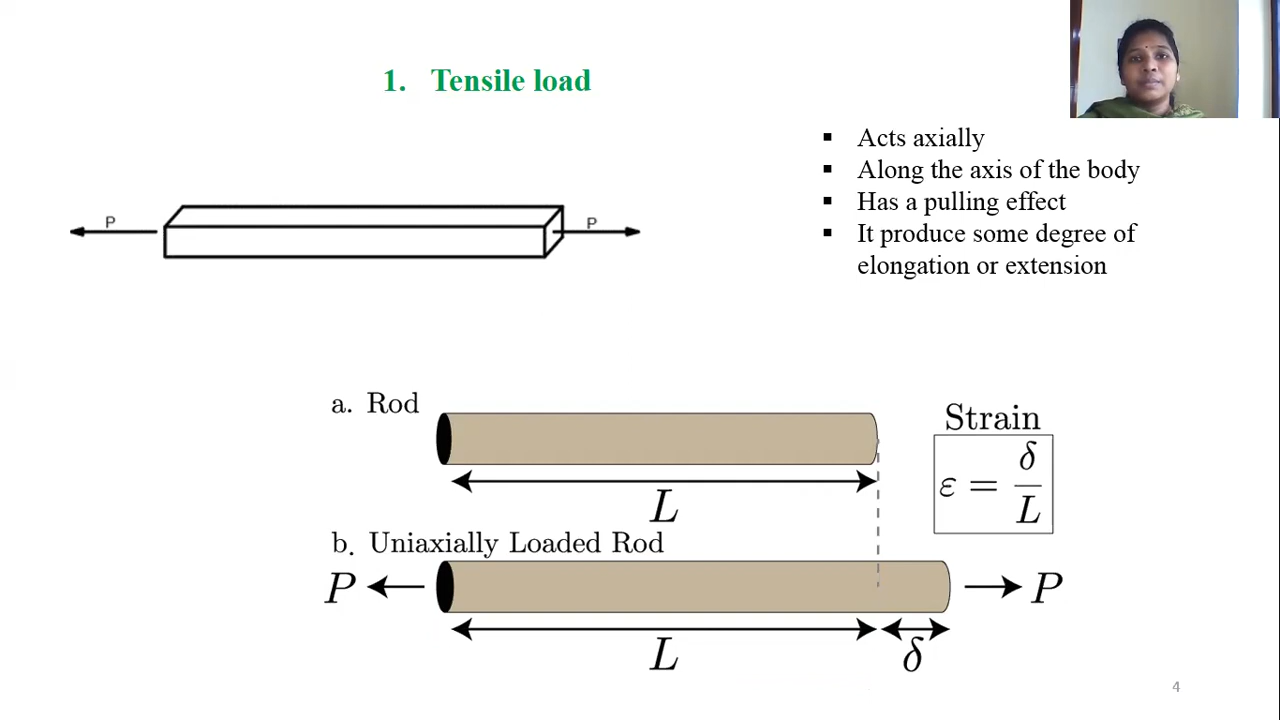 1. Tensile load
▪ Acts axially
▪ Along the axis of the body
▪ Has a pulling effect
▪ It produce some degree of
elongation or extension
P
P
a. Rod
L
Strain
ε = δ/L
b. Uniaxially Loaded Rod
P
P
L
δ
4